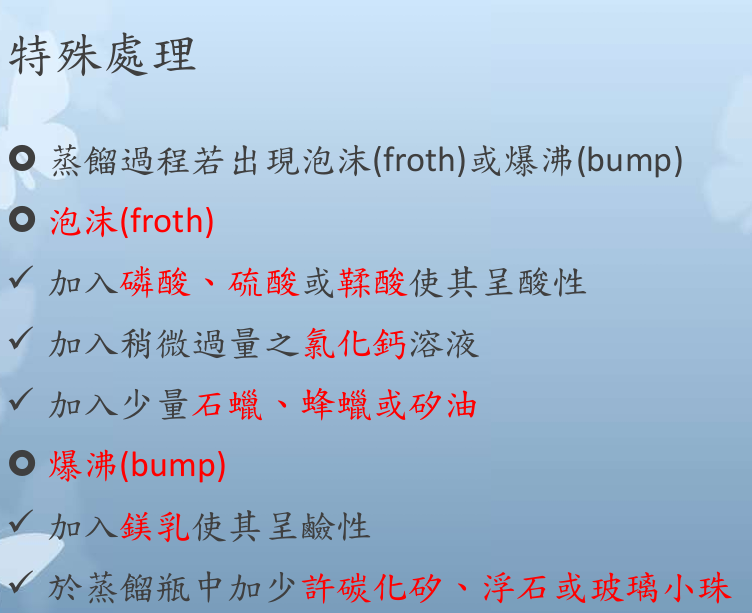 特殊處理
蒸餾過程若出現泡沫(froth)或爆沸(bump)
泡沫(froth)
加入磷酸、硫酸或鞣酸使其呈酸性
加入稍微過量之氯化鈣溶液
加入少量石蠟、蜂蠟或矽油
爆沸(bump)
加入鎂乳使其呈鹼性
於蒸餾瓶中加少許碳化矽、浮石或玻璃小珠